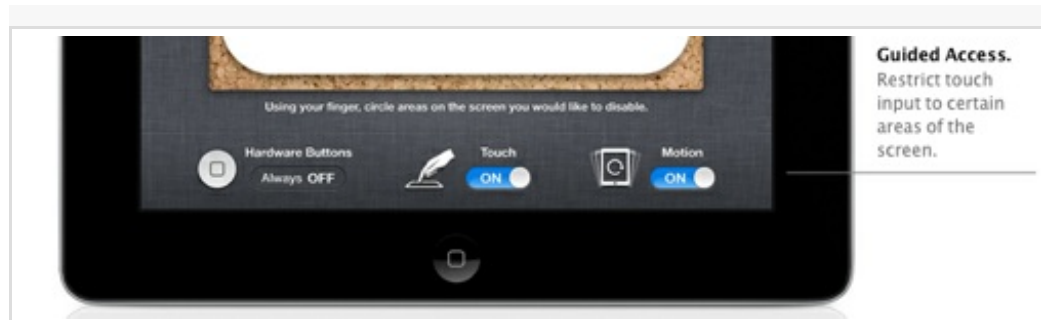 Guided Access.
Restrict touch
input to certain
areas of the
screen.
Using your finger, circle areas on the screen you would like to disable.
Hardware Buttons
Always OFF
Touch
ON
Motion
ON